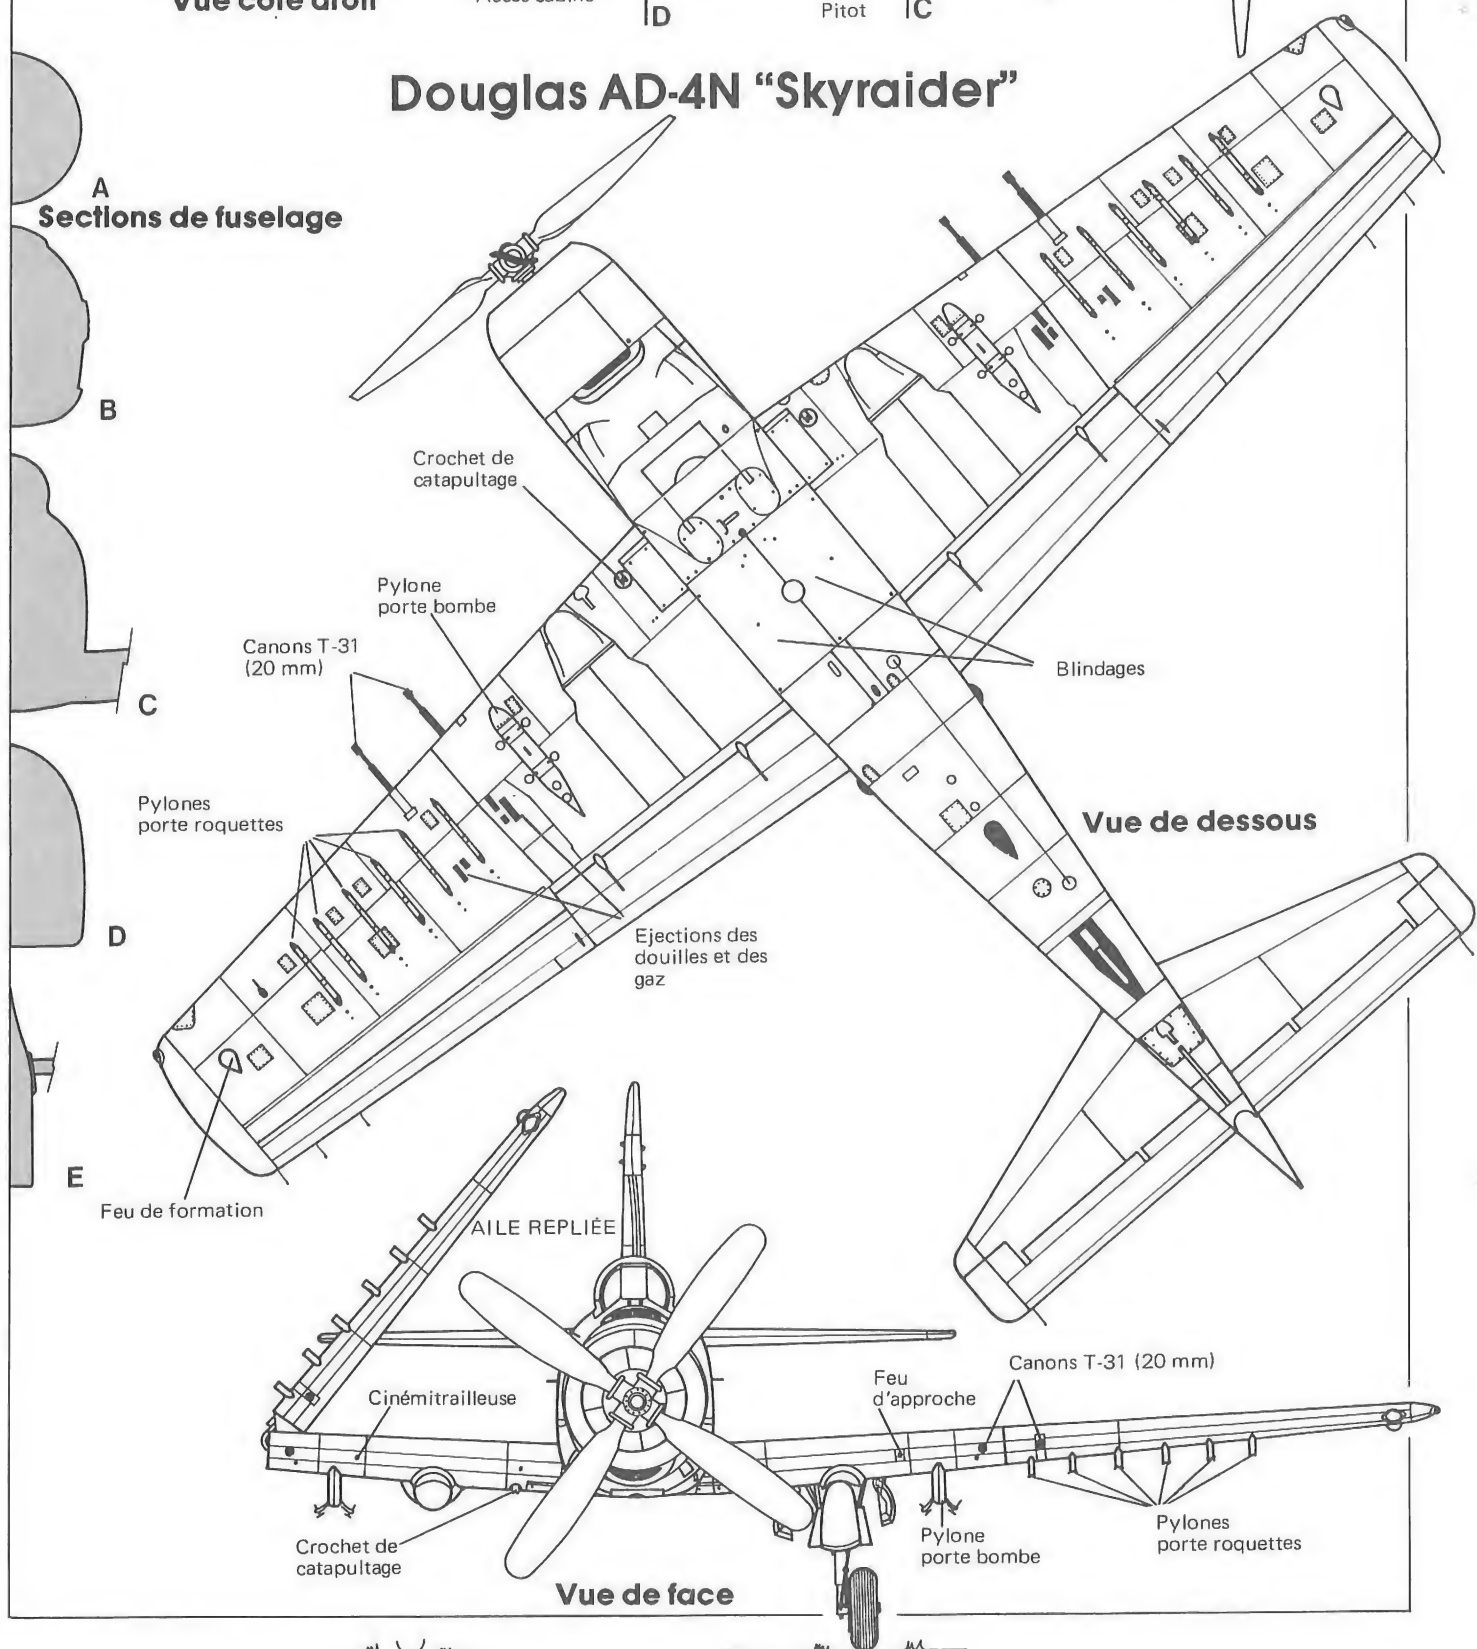 Vue côté droit
D
Pitot
C
Douglas AD-4N “Skyraider”
A
Sections de fuselage
B
Crochet de
catapultage
Pylone
porte bombe
Canons T-31
(20 mm)
C
Blindages
Pylones
porte roquettes
Vue de dessous
D
Ejections des
douilles et des
gaz
E
Feu de formation
AILE REPLIÉE
Canons T-31 (20 mm)
Feu
d'approche
Cinémitrailleuse
Crochet de
catapultage
Pylone
porte bombe
Pylones
porte roquettes
Vue de face